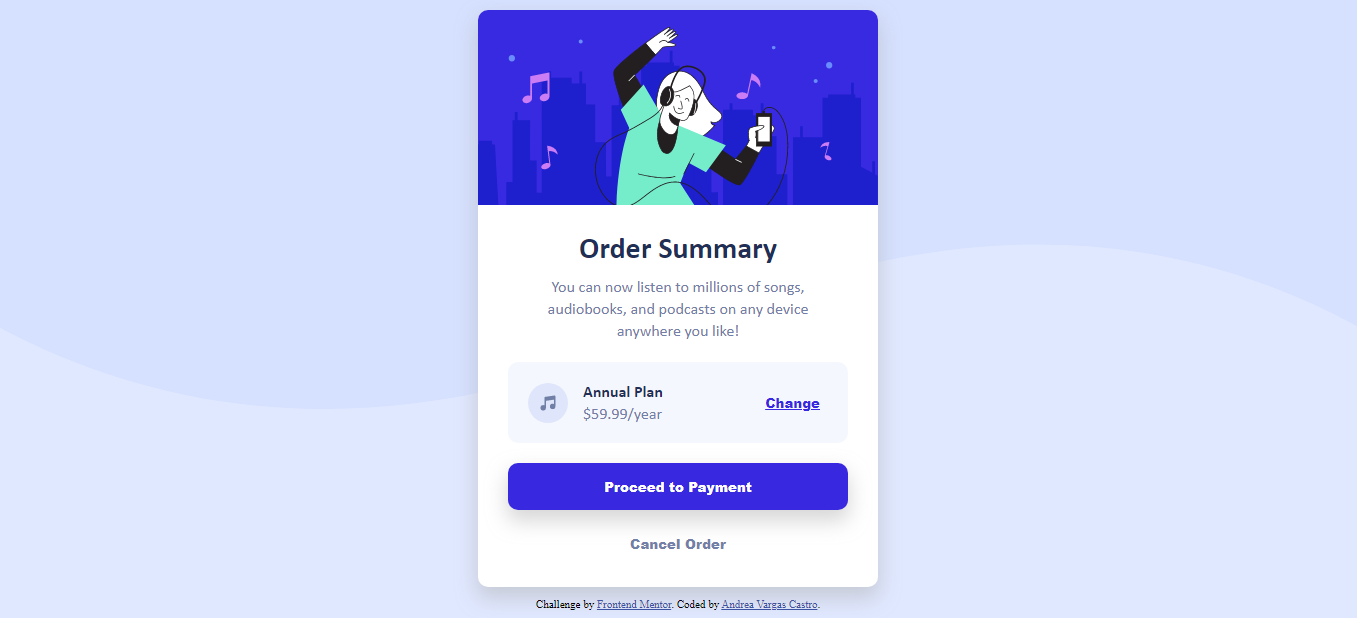 Order Summary
You can now listen to millions of songs,
audiobooks, and podcasts on any device
anywhere you like!
Annual Plan
$59.99/year
Change
Proceed to Payment
Cancel Order
Challenge by Frontend Mentor. Coded by Andrea Vargas Castro.